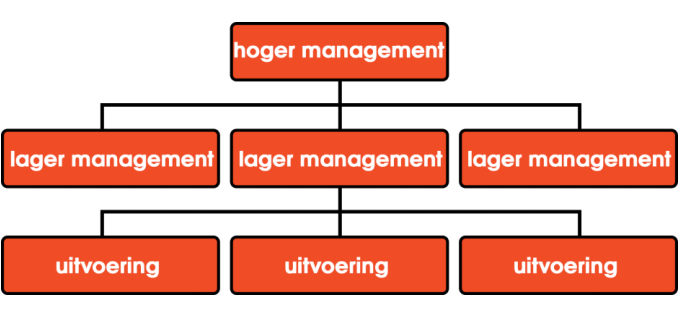 hoger management
lager management
lager management
lager management
uitvoering
uitvoering
uitvoering